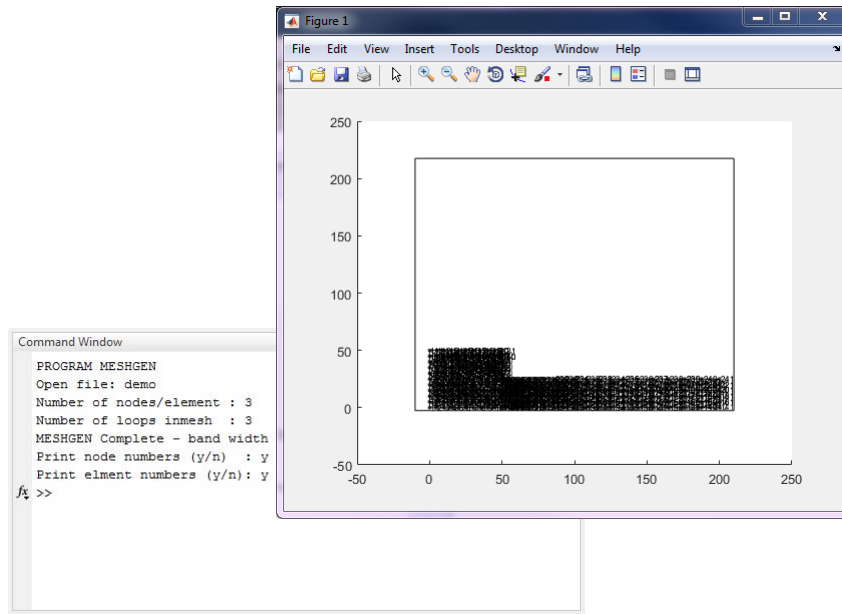 Figure 1
File Edit View Insert Tools Desktop Window Help
250
200
150
100
50
0
-50
-50 0 50 100 150 200 250
Command Window
PROGRAM MESHGEN
Open file: demo
Number of nodes/element : 3
Number of loops inmesh : 3
MESHGEN Complete - band width
Print node numbers (y/n) : y
Print elment numbers (y/n): y
fx >>